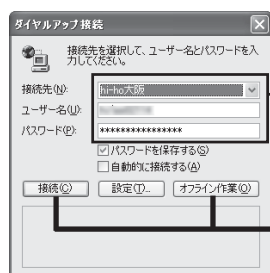 ダイヤルアップ接続
接続先を選択して、ユーザー名とパスワードを入
力してください。
接続先(N):
hi-ho大阪
ユーザー名(U):
パスワード(P):
****************
パスワードを保存する(S)
自動的に接続する(A)
接続(C) 設定(T)... オフライン作業(O)